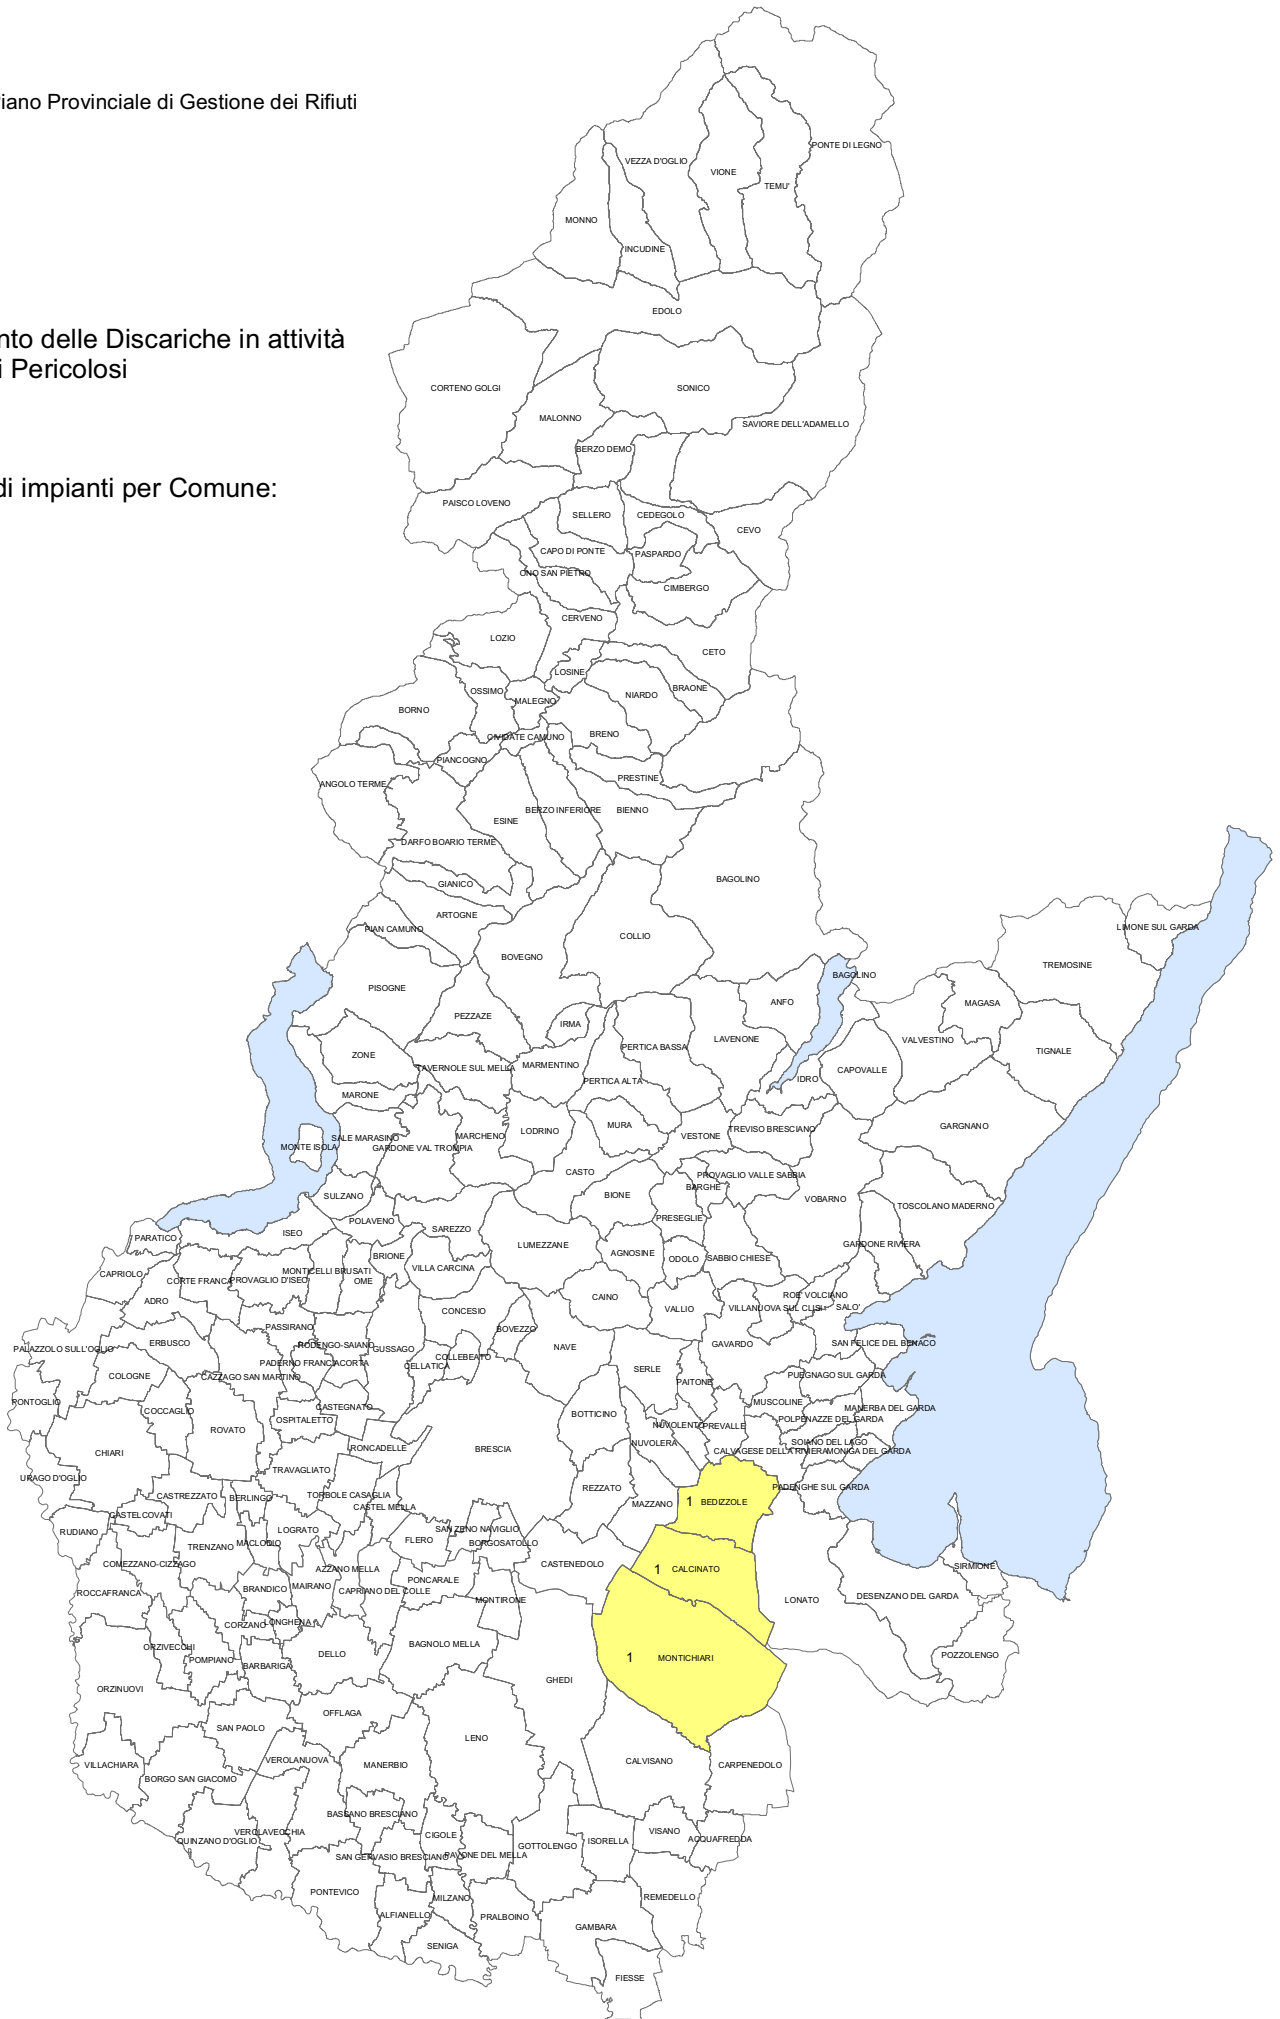 iano Provinciale di Gestione dei Rifiuti
nto delle Discariche in attività
i Pericolosi
di impianti per Comune:
PONTE DI LEGNO
VEZZA D'OGLIO
VIONE
TEMU'
MONNO
INCUDINE
EDOLO
CORTENO GOLGI
SONICO
MALONNO
SAVIORE DELL'ADAMELLO
BERZO DEMO
PAISCO LOVENO
SELLERO
CEDEGOLO
CEVO
CAPO DI PONTE
PASPARDO
ONO SAN PIETRO
CIMBERGO
CERVENO
LOZIO
CETO
LOSINE
BRAONE
OSSIMO
MALEGNO
NIARDO
BORNO
CIVIDATE CAMUNO
BRENO
PIANCOGNO
PRESTINE
ANGOLO TERME
BERZO INFERIORE
BIENNO
ESINE
DARFO BOARIO TERME
GIANICO
BAGOLINO
ARTOGNE
PIAN CAMUNO
COLLIO
LIMONE SUL GARDA
BOVEGNO
TREMOSINE
BAGOLINO
PISOGNE
ANFO
MAGASA
PEZZAZE
IRMA
LAVENONE
VALVESTINO
PERTICA BASSA
TIGNALE
ZONE
TAVERNOLE SUL MELLA
MARMENTINO
CAPOVALLE
PERTICA ALTA
IDRO
MARONE
GARGNANO
MURA
TREVISO BRESCIANO
LODRINO
SALE MARASINO
MARCHENO
VESTONE
MONTE ISOLA
GARDONE VAL TROMPIA
CASTO
PROVAGLIO VALLE SABBIA
BARGHE
SULZANO
BIONE
VOBARNO
TOSCOLANO MADERNO
POLAVENO
PRESEGLIE
ISEO
SAREZZO
PARATICO
LUMEZZANE
GARDONE RIVIERA
BRIONE
AGNOSINE
ODOLO
SABBIO CHIESE
VILLA CARCINA
CAPRIOLO
CORTE FRANCA
PROVAGLIO D'ISEO
MONTICELLI BRUSATI
OME
ROE' VOLCIANO
CAINO
ADRO
CONCESIO
VALLIO
VILLANUOVA SUL CLISI
SALO'
PASSIRANO
BOVEZZO
ERBUSCO
RODENGO-SAIANO
GUSSAGO
NAVE
GAVARDO
SAN FELICE DEL BENACO
PALAZZOLO SULL'OGLIO
PADERNO FRANCIACORTA
CELLATICA
COLLEBEATO
SERLE
COLOGNE
CAZZAGO SAN MARTINO
PUEGNAGO SUL GARDA
PAITONE
PONTOGLIO
CASTEGNATO
MUSCOLINE
COCCAGLIO
BOTTICINO
MANERBA DEL GARDA
OSPITALETTO
POLPENAZZE DEL GARDA
ROVATO
NUVOLENTO
PREVALLE
CHIARI
RONCADELLE
BRESCIA
NUVOLERA
SOIANO DEL LAGO
CALVAGESE DELLA RIVIERA
MONIGA DEL GARDA
TRAVAGLIATO
URAGO D'OGLIO
REZZATO
PADENGHE SUL GARDA
CASTREZZATO
BERLINGO
TORBOLE CASAGLIA
1 BEDIZZOLE
CASTEL MELLA
MAZZANO
CASTELCOVATI
RUDIANO
LOGRATO
SAN ZENO NAVIGLIO
FLERO
BORGOSATOLLO
TRENZANO
MACLODIO
COMEZZANO-CIZZAGO
CASTENEDOLO
SIRMIONE
AZZANO MELLA
1 CALCINATO
PONCARALE
ROCCAFRANCA
BRANDICO
MAIRANO
CAPRIANO DEL COLLE
DESENZANO DEL GARDA
MONTIRONE
LONATO
CORZANO
LONGHENA
ORZIVECCHI
BAGNOLO MELLA
DELLO
POMPIANO
BARBARIGA
1 MONTICHIARI
POZZOLENGO
GHEDI
ORZINUOVI
OFFLAGA
SAN PAOLO
LENO
VEROLANUOVA
CALVISANO
VILLACHIARA
MANERBIO
CARPENEDOLO
BORGO SAN GIACOMO
BASSANO BRESCIANO
VEROLAVECCHIA
CIGOLE
VISANO
QUINZANO D'OGLIO
ISORELLA
ACQUAFREDDA
GOTTOLENGO
SAN GERVASIO BRESCIANO
PAVONE DEL MELLA
PONTEVICO
MILZANO
REMEDELLO
ALFIANELLO
PRALBOINO
GAMBARA
SENIGA
FIESSE